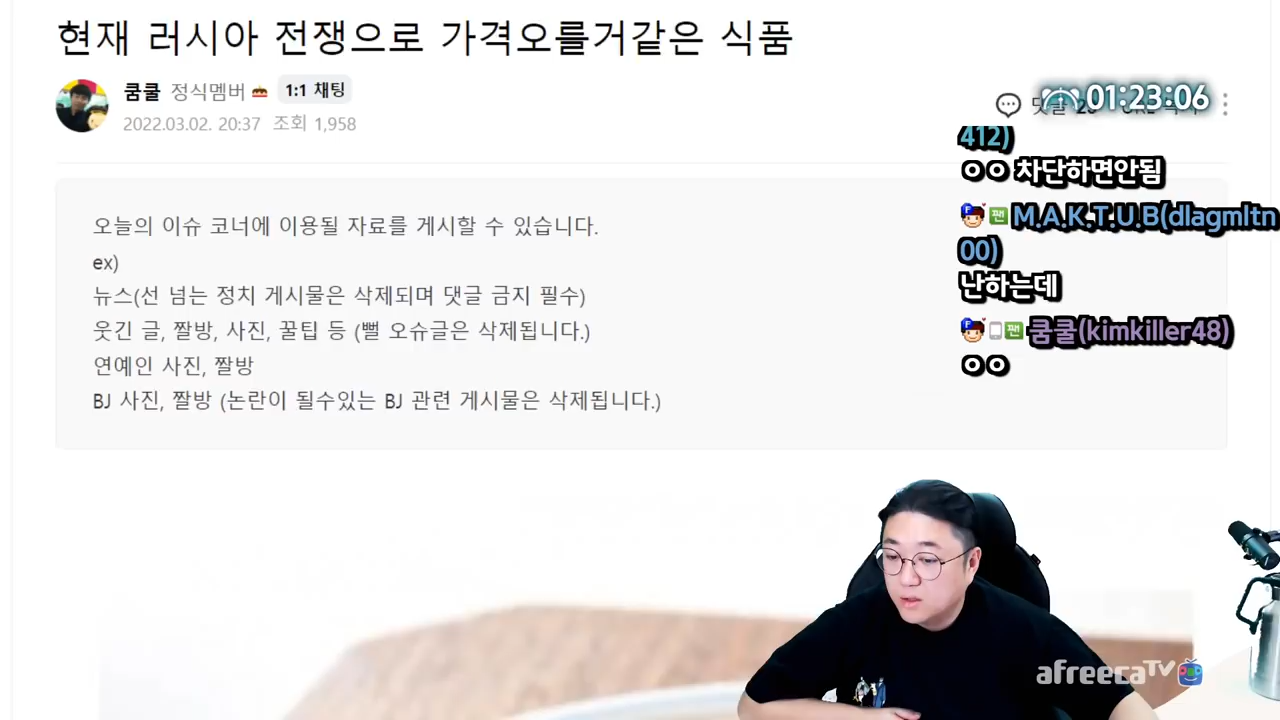 현재 러시아 전쟁으로 가격오를거같은 식품
쿰쿨 정식멤버 1:1 채팅
2022.03.02. 20:37 조회 1,958
01:23:06
오늘의 이슈 코너에 이용될 자료를 게시할 수 있습니다.
ex)
뉴스(선 넘는 정치 게시물은 삭제되며 댓글 금지 필수)
웃긴 글, 짤방, 사진, 꿀팁 등 (뻘 오슈글은 삭제됩니다.)
연예인 사진, 짤방
BJ 사진, 짤방 (논란이 될수있는 BJ 관련 게시물은 삭제됩니다.)
412)
ㅇㅇ 차단하면안됨
F 팬 M.A.K.T.U.B(dlagmltn
00)
난하는데
F 팬 쿰쿨(kimkiller48)
ㅇㅇ
afreecaTV